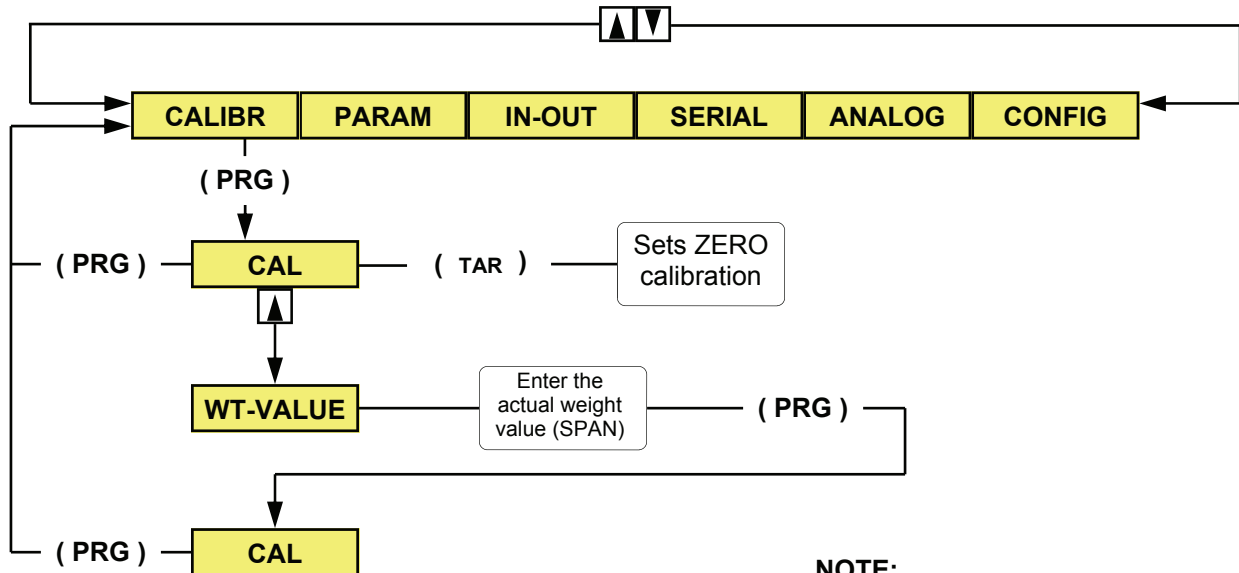 CALIBR PARAM IN-OUT SERIAL ANALOG CONFIG
( PRG )
( PRG ) CAL ( TAR ) Sets ZERO
calibration
WT-VALUE
Enter the
actual weight
value (SPAN)
( PRG )
( PRG ) CAL
NOTE: